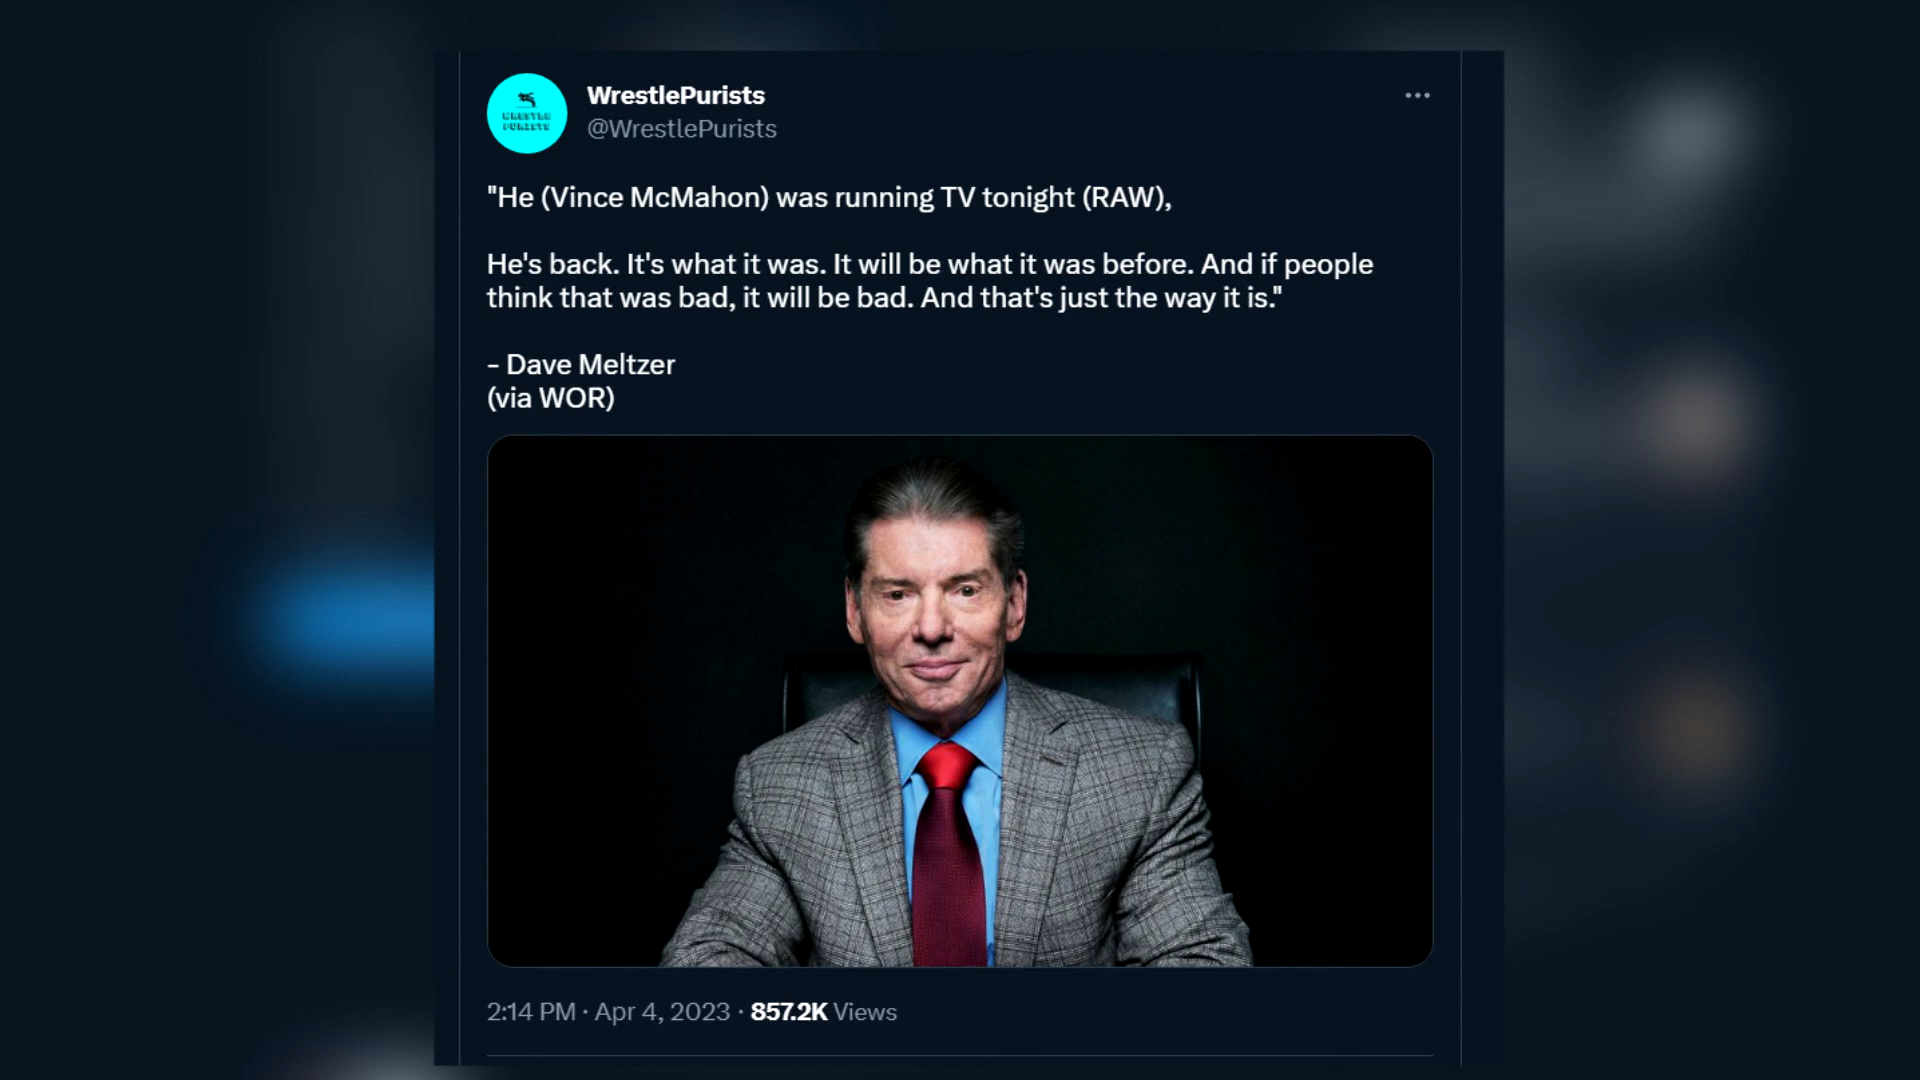 WrestlePurists
@WrestlePurists
WRESTLE
PURISTS
"He (Vince McMahon) was running TV tonight (RAW),
He's back. It's what it was. It will be what it was before. And if people
think that was bad, it will be bad. And that's just the way it is."
– Dave Meltzer
(via WOR)
2:14 PM · Apr 4, 2023 · 857.2K Views